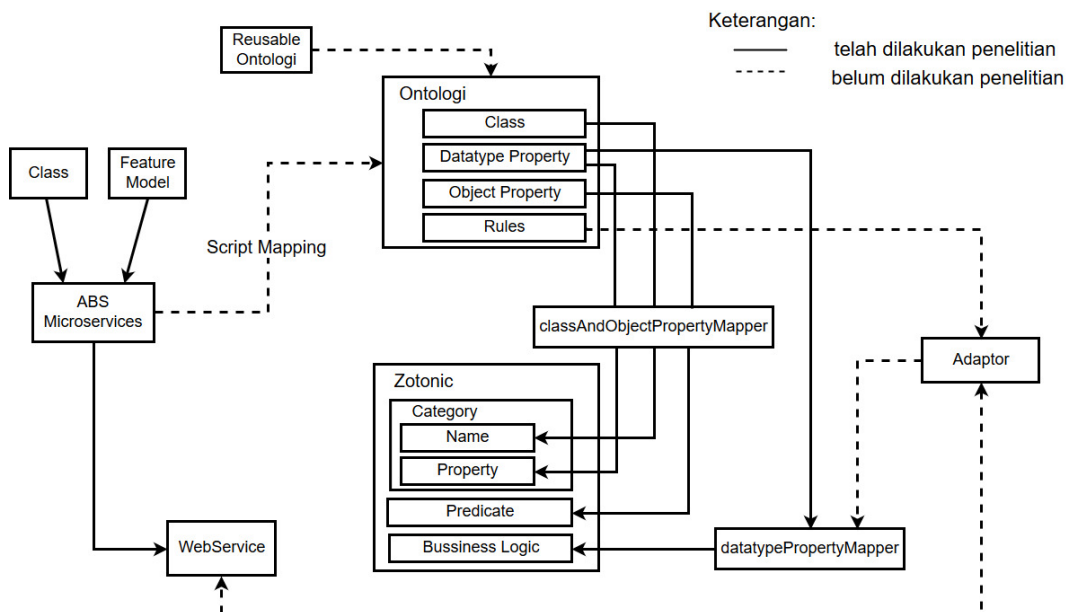 Keterangan:
telah dilakukan penelitian
belum dilakukan penelitian
Reusable
Ontologi
Ontologi
Class
Datatype Property
Object Property
Rules
Class
Feature
Model
Script Mapping
ABS
Microservices
classAndObjectPropertyMapper
Adaptor
Zotonic
Category
Name
Property
Predicate
Bussiness Logic
WebService
datatypePropertyMapper